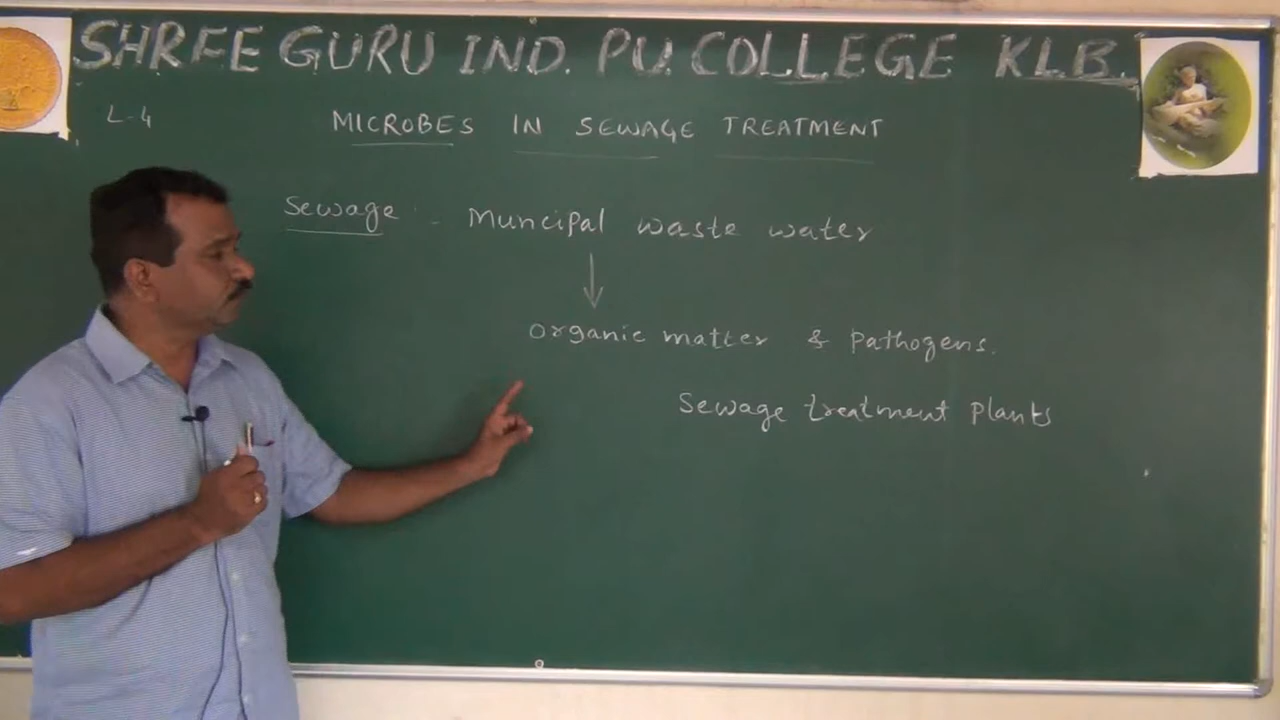 SHREE GURU IND. PU. COLLEGE KLB.
L-4
MICROBES IN SEWAGE TREATMENT
Sewage - Muncipal waste water
organic matter & pathogens.
Sewage treatment Plants